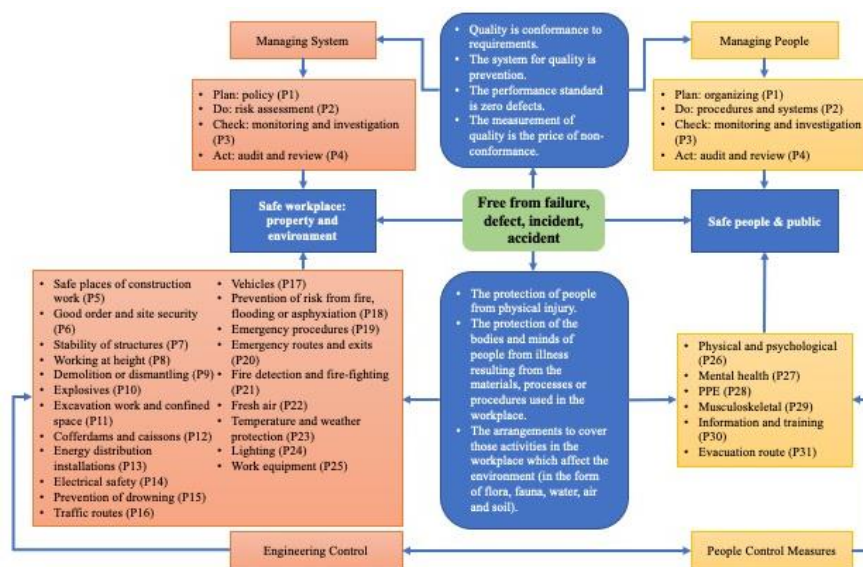 Managing System
Quality is conformance to
requirements.
The system for quality is
prevention.
The performance standard
is zero defects.
The measurement of
quality is the price of non-
conformance.
Managing People
Plan: policy (P1)
Do: risk assessment (P2)
Check: monitoring and investigation
(P3)
Act: audit and review (P4)
Plan: organizing (P1)
Do: procedures and systems (P2)
Check: monitoring and investigation
(P3)
Act: audit and review (P4)
Safe workplace:
property and
environment
Free from failure,
defect, incident,
accident
Safe people & public
Safe places of construction
work (P5)
Good order and site security
(P6)
Stability of structures (P7)
Working at height (P8)
Demolition or dismantling (P9)
Explosives (P10)
Excavation work and confined
space (P11)
Cofferdams and caissons (P12)
Energy distribution
installations (P13)
Electrical safety (P14)
Prevention of drowning (P15)
Traffic routes (P16)
Vehicles (P17)
Prevention of risk from fire,
flooding or asphyxiation (P18)
Emergency procedures (P19)
Emergency routes and exits
(P20)
Fire detection and fire-fighting
(P21)
Fresh air (P22)
Temperature and weather
protection (P23)
Lighting (P24)
Work equipment (P25)
The protection of people
from physical injury.
The protection of the
bodies and minds of
people from illness
resulting from the
materials, processes or
procedures used in the
workplace.
The arrangements to cover
those activities in the
workplace which affect the
environment (in the form
of flora, fauna, water, air
and soil).
Physical and psychological
(P26)
Mental health (P27)
PPE (P28)
Musculoskeletal (P29)
Information and training
(P30)
Evacuation route (P31)
Engineering Control
People Control Measures